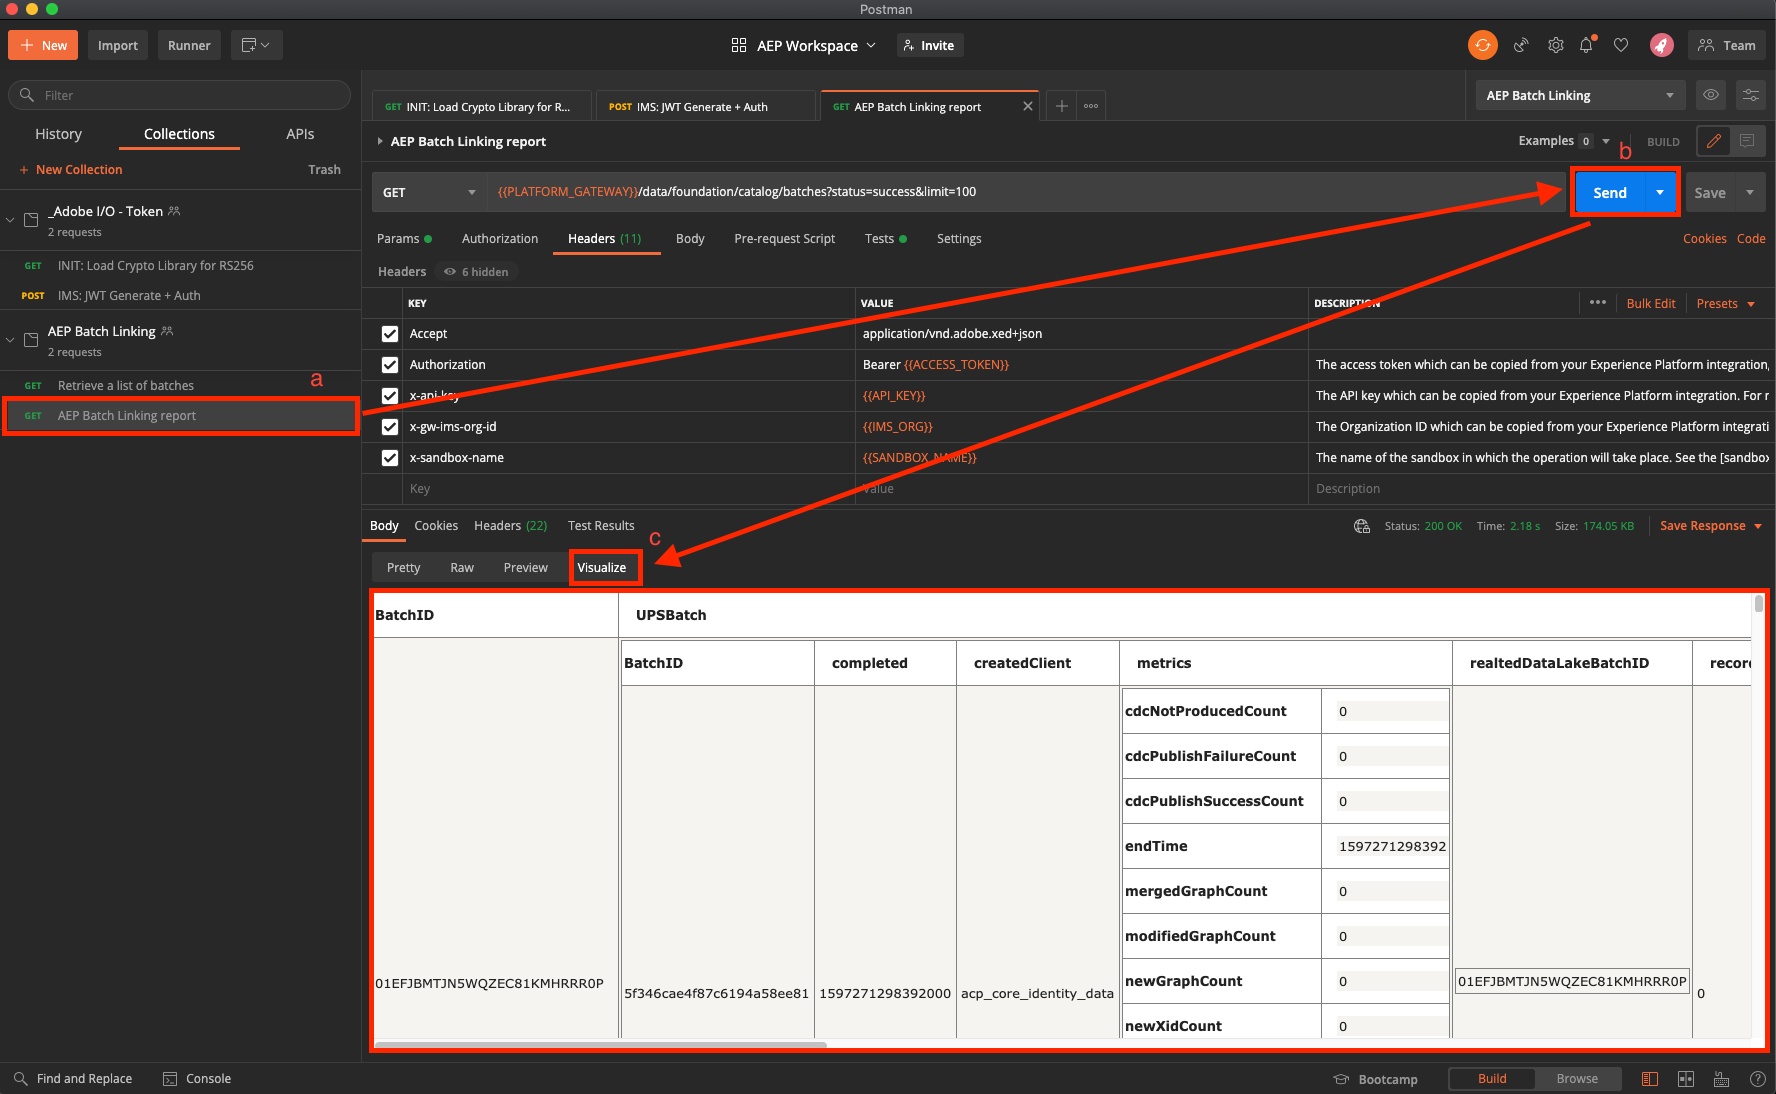 Postman
New
Import
Runner
AEP Workspace
Invite
Team
Filter
History
Collections
APIs
New Collection
Trash
_Adobe I/O - Token
2 requests
GET INIT: Load Crypto Library for RS256
POST IMS: JWT Generate + Auth
AEP Batch Linking
2 requests
GET Retrieve a list of batches
a
GET AEP Batch Linking report
GET INIT: Load Crypto Library for R...
POST IMS: JWT Generate + Auth
GET AEP Batch Linking report
AEP Batch Linking
AEP Batch Linking report
Examples 0
BUILD
b
GET
{{PLATFORM_GATEWAY}}/data/foundation/catalog/batches?status=success&limit=100
Send
Save
Params
Authorization
Headers (11)
Body
Pre-request Script
Tests
Settings
Cookies
Code
Headers
6 hidden
KEY
VALUE
DESCRIPTION
Bulk Edit
Presets
Accept
application/vnd.adobe.xed+json
Authorization
Bearer {{ACCESS_TOKEN}}
The access token which can be copied from your Experience Platform integration,
x-api-key
{{API_KEY}}
The API key which can be copied from your Experience Platform integration. For r
x-gw-ims-org-id
{{IMS_ORG}}
The Organization ID which can be copied from your Experience Platform integrati
x-sandbox-name
{{SANDBOX_NAME}}
The name of the sandbox in which the operation will take place. See the [sandbox
Key
Value
Description
Body
Cookies
Headers (22)
Test Results
Status: 200 OK
Time: 2.18 s
Size: 174.05 KB
Save Response
c
Pretty
Raw
Preview
Visualize
BatchID
UPSBatch
BatchID
completed
createdClient
metrics
realtedDataLakeBatchID
recor
cdcNotProducedCount 0
cdcPublishFailureCount 0
cdcPublishSuccessCount 0
endTime 1597271298392
mergedGraphCount 0
modifiedGraphCount 0
newGraphCount 0
newXidCount 0
01EFJBMTJN5WQZEC81KMHRRR0P
5f346cae4f87c6194a58ee81
1597271298392000
acp_core_identity_data
01EFJBMTJN5WQZEC81KMHRRR0P
0
Find and Replace
Console
Bootcamp
Build
Browse